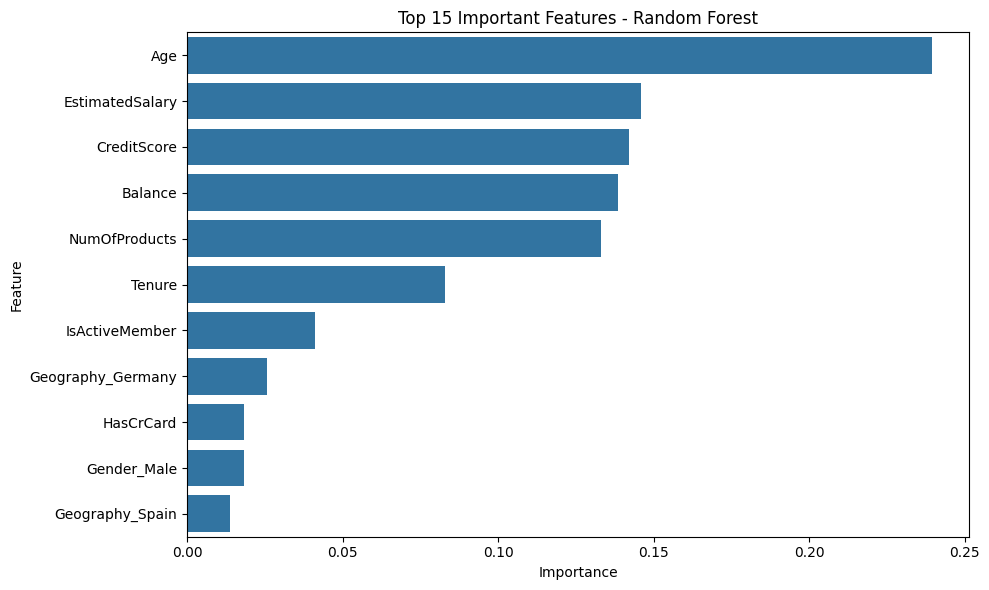 Top 15 Important Features - Random Forest
Age
EstimatedSalary
CreditScore
Balance
NumOfProducts
Tenure
IsActiveMember
Geography_Germany
HasCrCard
Gender_Male
Geography_Spain
Feature
0.00 0.05 0.10 0.15 0.20 0.25
Importance